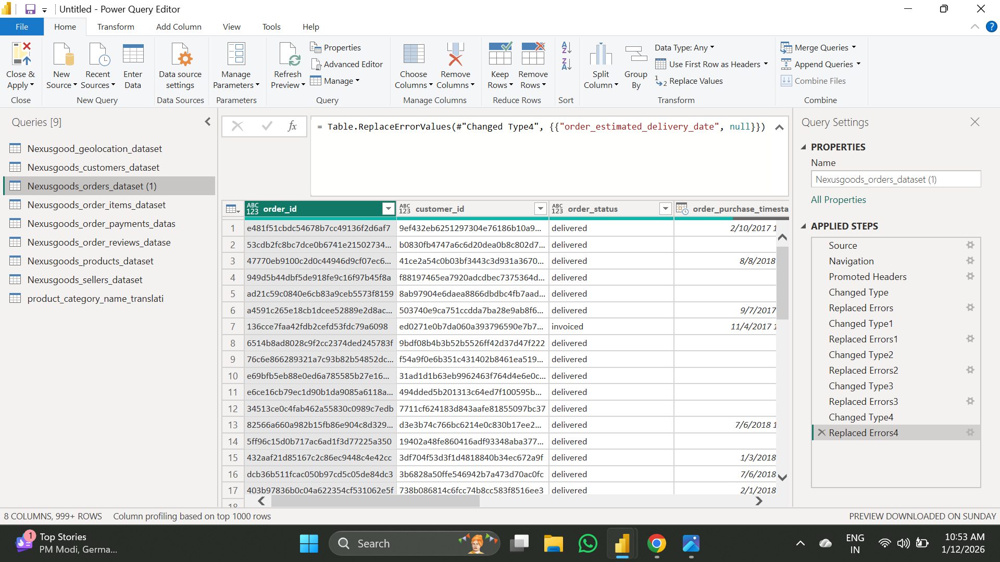 Untitled - Power Query Editor
File
Home
Transform
Add Column
View
Tools
Help
Close & Apply
New Source
Recent Sources
Enter Data
Data source settings
Manage Parameters
Refresh Preview
Properties
Advanced Editor
Manage
Choose Columns
Remove Columns
Keep Rows
Remove Rows
A Z
Z A
Split Column
Group By
Data Type: Any
Use First Row as Headers
1 2 Replace Values
Merge Queries
Append Queries
Combine Files
Close
New Query
Data Sources
Parameters
Query
Manage Columns
Reduce Rows
Sort
Transform
Combine
Queries [9]
Nexusgood_geolocation_dataset
Nexusgoods_customers_dataset
Nexusgoods_orders_dataset (1)
Nexusgoods_order_items_dataset
Nexusgoods_order_payments_datas
Nexusgoods_order_reviews_datase
Nexusgoods_products_dataset
Nexusgoods_sellers_dataset
product_category_name_translati
fx
= Table.ReplaceErrorValues(#"Changed Type4", {{"order_estimated_delivery_date", null}})
ABC 123 order_id ABC 123 customer_id ABC 123 order_status order_purchase_timesta
1 e481f51cbdc54678b7cc49136f2d6af7 9ef432eb6251297304e76186b10a9... delivered 2/10/2017 1
2 53cdb2fc8bc7dce0b6741e21502734... b0830fb4747a6c6d20dea0b8c802d7... delivered
3 47770eb9100c2d0c44946d9cf07ec6... 41ce2a54c0b03bf3443c3d931a3670... delivered 8/8/2018
4 949d5b44dbf5de918fe9c16f97b45f8a f88197465ea7920adcdbec7375364d... delivered
5 ad21c59c0840e6cb83a9ceb5573f8159 8ab97904e6daea8866dbdbc4fb7aad... delivered
6 a4591c265e18cb1dcee52889e2d8ac... 503740e9ca751ccdda7ba28e9ab8f6... delivered 9/7/2017
7 136cce7faa42fdb2cefd53fdc79a6098 ed0271e0b7da060a393796590e7b7... invoiced 11/4/2017 1
8 6514b8ad8028c9f2cc2374ded245783f 9bdf08b4b3b52b5526ff42d37d47f222 delivered
9 76c6e866289321a7c93b82b54852dc... f54a9f0e6b351c431402b8461ea519... delivered
10 e69bfb5eb88e0ed6a785585b27e16... 31ad1d1b63eb9962463f764d4e6e0c... delivered
11 e6ce16cb79ec1d90b1da9085a6118a... 494dded5b201313c64ed7f100595b... delivered
12 34513ce0c4fab462a55830c0989c7edb 7711cf624183d843aafe81855097bc37 delivered
13 82566a660a982b15fb86e904c8d329... d3e3b74c766bc6214e0c830b17ee2... delivered 7/6/2018 1
14 5ff96c15d0b717ac6ad1f3d77225a350 19402a48fe860416adf93348aba377... delivered
15 432aaf21d85167c2c86ec9448c4e42cc 3df704f53d3f1d4818840b34ec672a9f delivered 1/3/2018
16 dcb36b511fcac050b97cd5c05de84dc3 3b6828a50ffe546942b7a473d70ac0fc delivered 7/6/2018
17 403b97836b0c04a622354cf531062e5f 738b086814c6fcc74b8cc583f8516ee3 delivered 2/1/2018
Query Settings
PROPERTIES
Name
Nexusgoods_orders_dataset (1)
All Properties
APPLIED STEPS
Source
Navigation
Promoted Headers
Changed Type
Replaced Errors
Changed Type1
Replaced Errors1
Changed Type2
Replaced Errors2
Changed Type3
Replaced Errors3
Changed Type4
Replaced Errors4
8 COLUMNS, 999+ ROWS Column profiling based on top 1000 rows
PREVIEW DOWNLOADED ON SUNDAY
1
Top Stories
PM Modi, Germa...
Search
ENG
IN
10:53 AM
1/12/2026